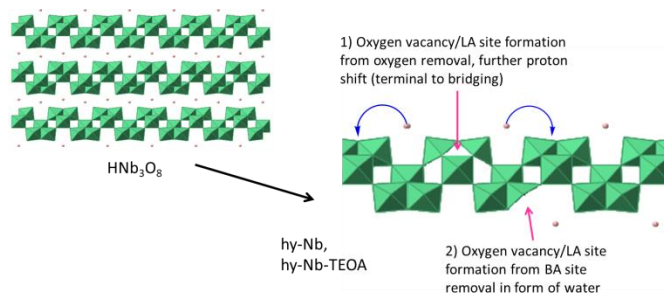 1) Oxygen vacancy/LA site formation
from oxygen removal, further proton
shift (terminal to bridging)
HNb₃O₈
hy-Nb,
hy-Nb-TEOA
2) Oxygen vacancy/LA site
formation from BA site
removal in form of water